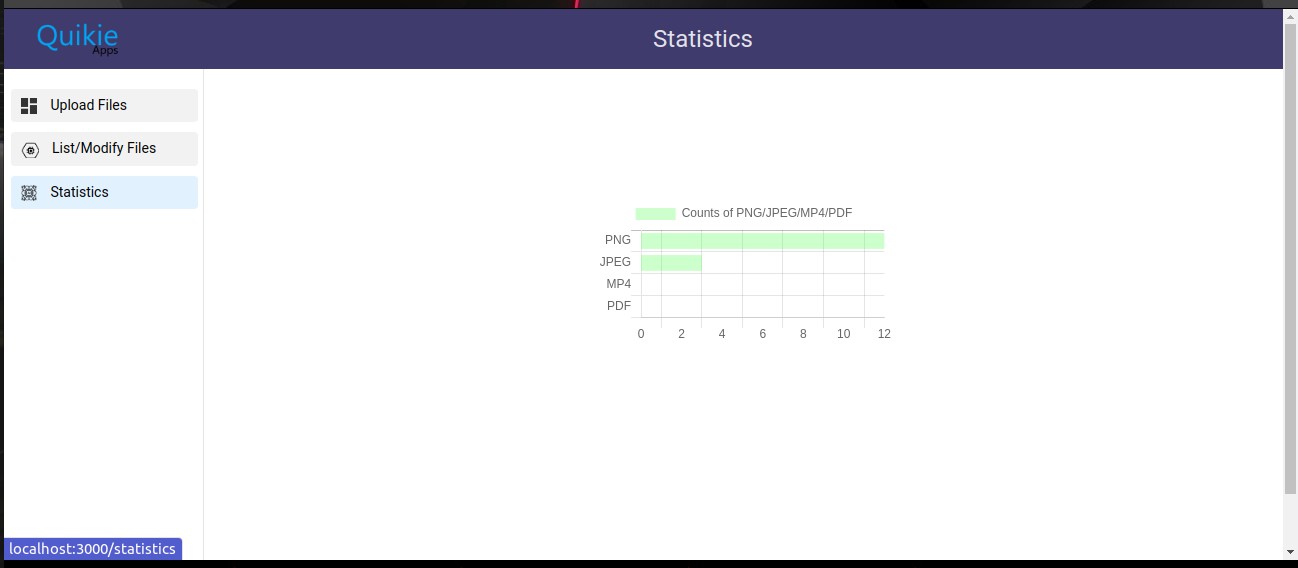 Quikie
Apps
Statistics
Upload Files
List/Modify Files
Statistics
Counts of PNG/JPEG/MP4/PDF
PNG
JPEG
MP4
PDF
0 2 4 6 8 10 12
localhost:3000/statistics